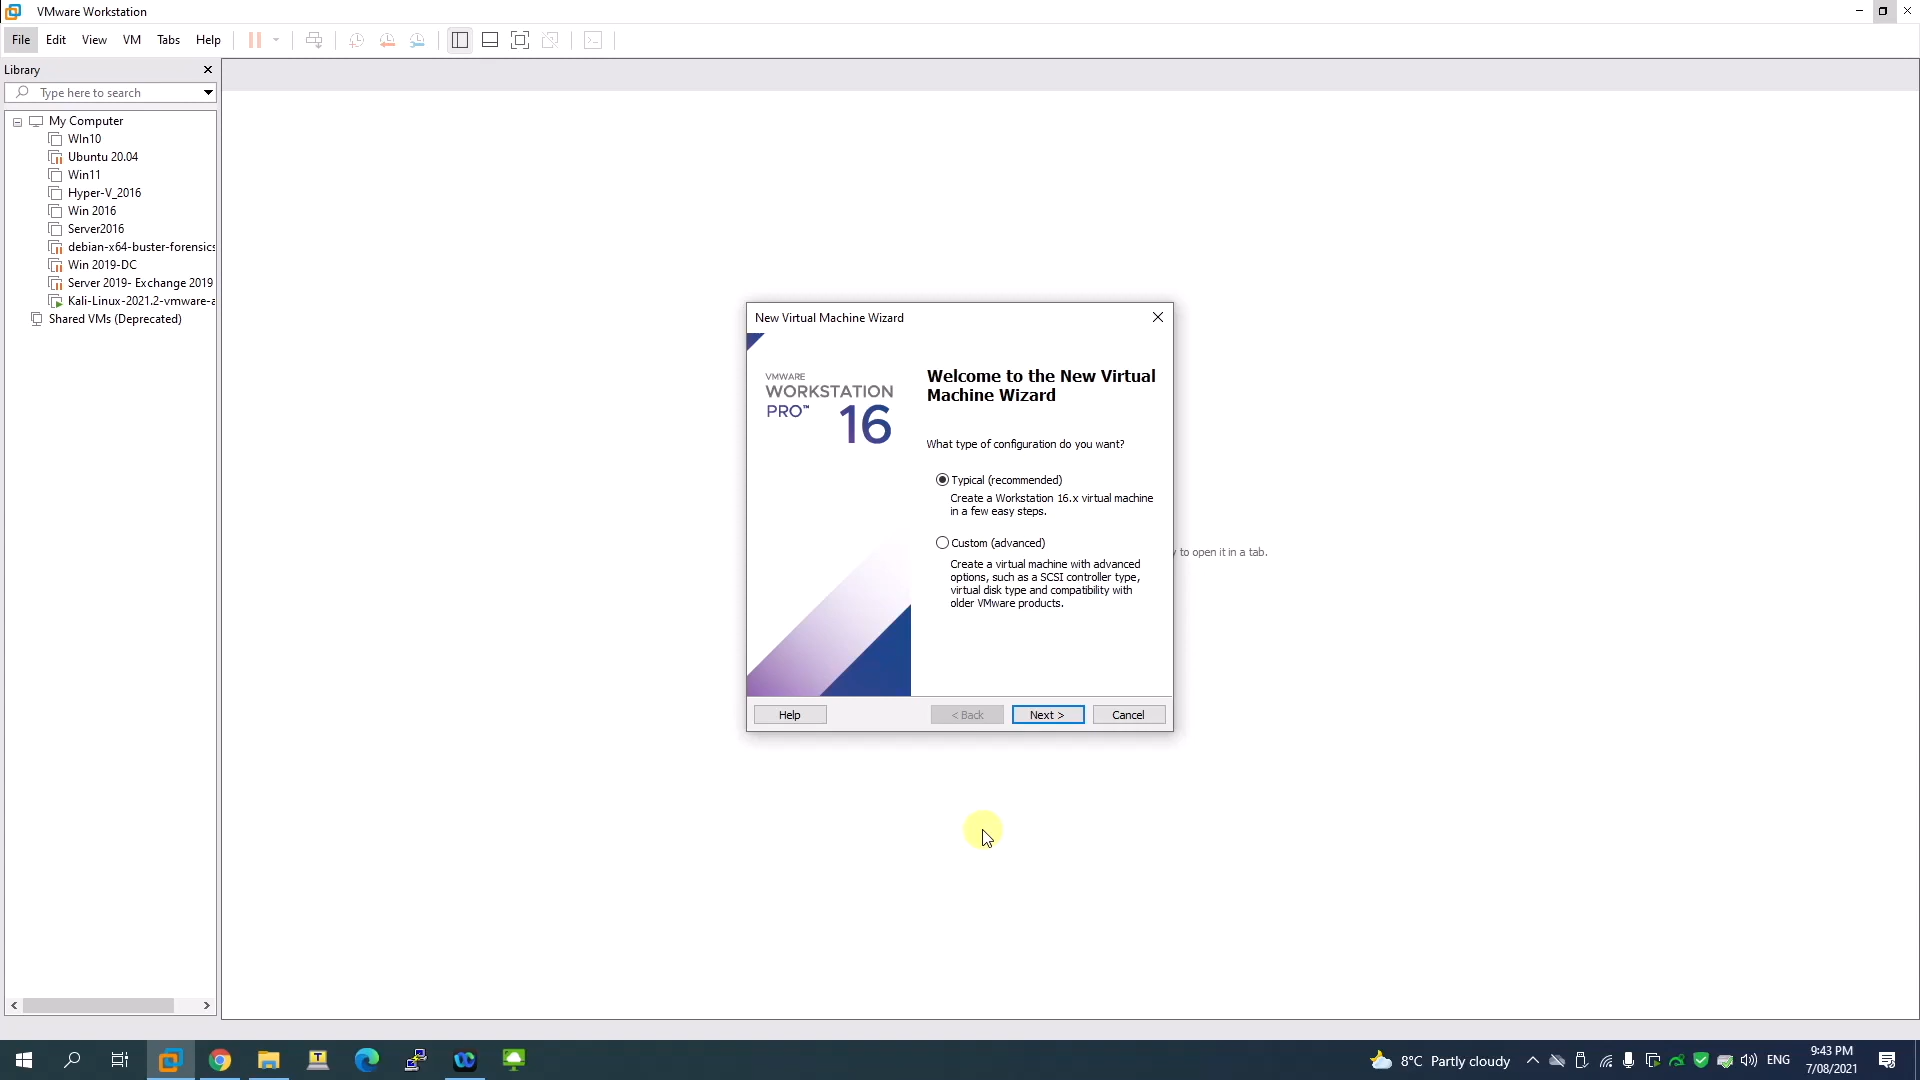 VMware Workstation
File Edit View VM Tabs Help
Library
Type here to search
My Computer
WIn10
Ubuntu 20.04
Win11
Hyper-V_2016
Win 2016
Server2016
debian-x64-buster-forensics
Win 2019-DC
Server 2019- Exchange 2019
Kali-Linux-2021.2-vmware-a
Shared VMs (Deprecated)
New Virtual Machine Wizard
VMWARE
WORKSTATION
PRO™ 16
Welcome to the New Virtual
Machine Wizard
What type of configuration do you want?
Typical (recommended)
Create a Workstation 16.x virtual machine
in a few easy steps.
Custom (advanced)
Create a virtual machine with advanced
options, such as a SCSI controller type,
virtual disk type and compatibility with
older VMware products.
Help < Back Next > Cancel
to open it in a tab.
8°C Partly cloudy
ENG
9:43 PM
7/08/2021